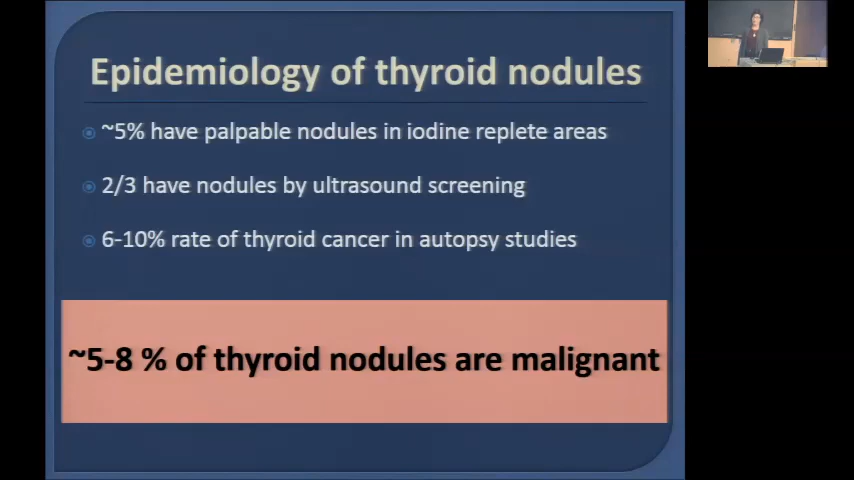 Epidemiology of thyroid nodules
~5% have palpable nodules in iodine replete areas
2/3 have nodules by ultrasound screening
6-10% rate of thyroid cancer in autopsy studies
~5-8 % of thyroid nodules are malignant